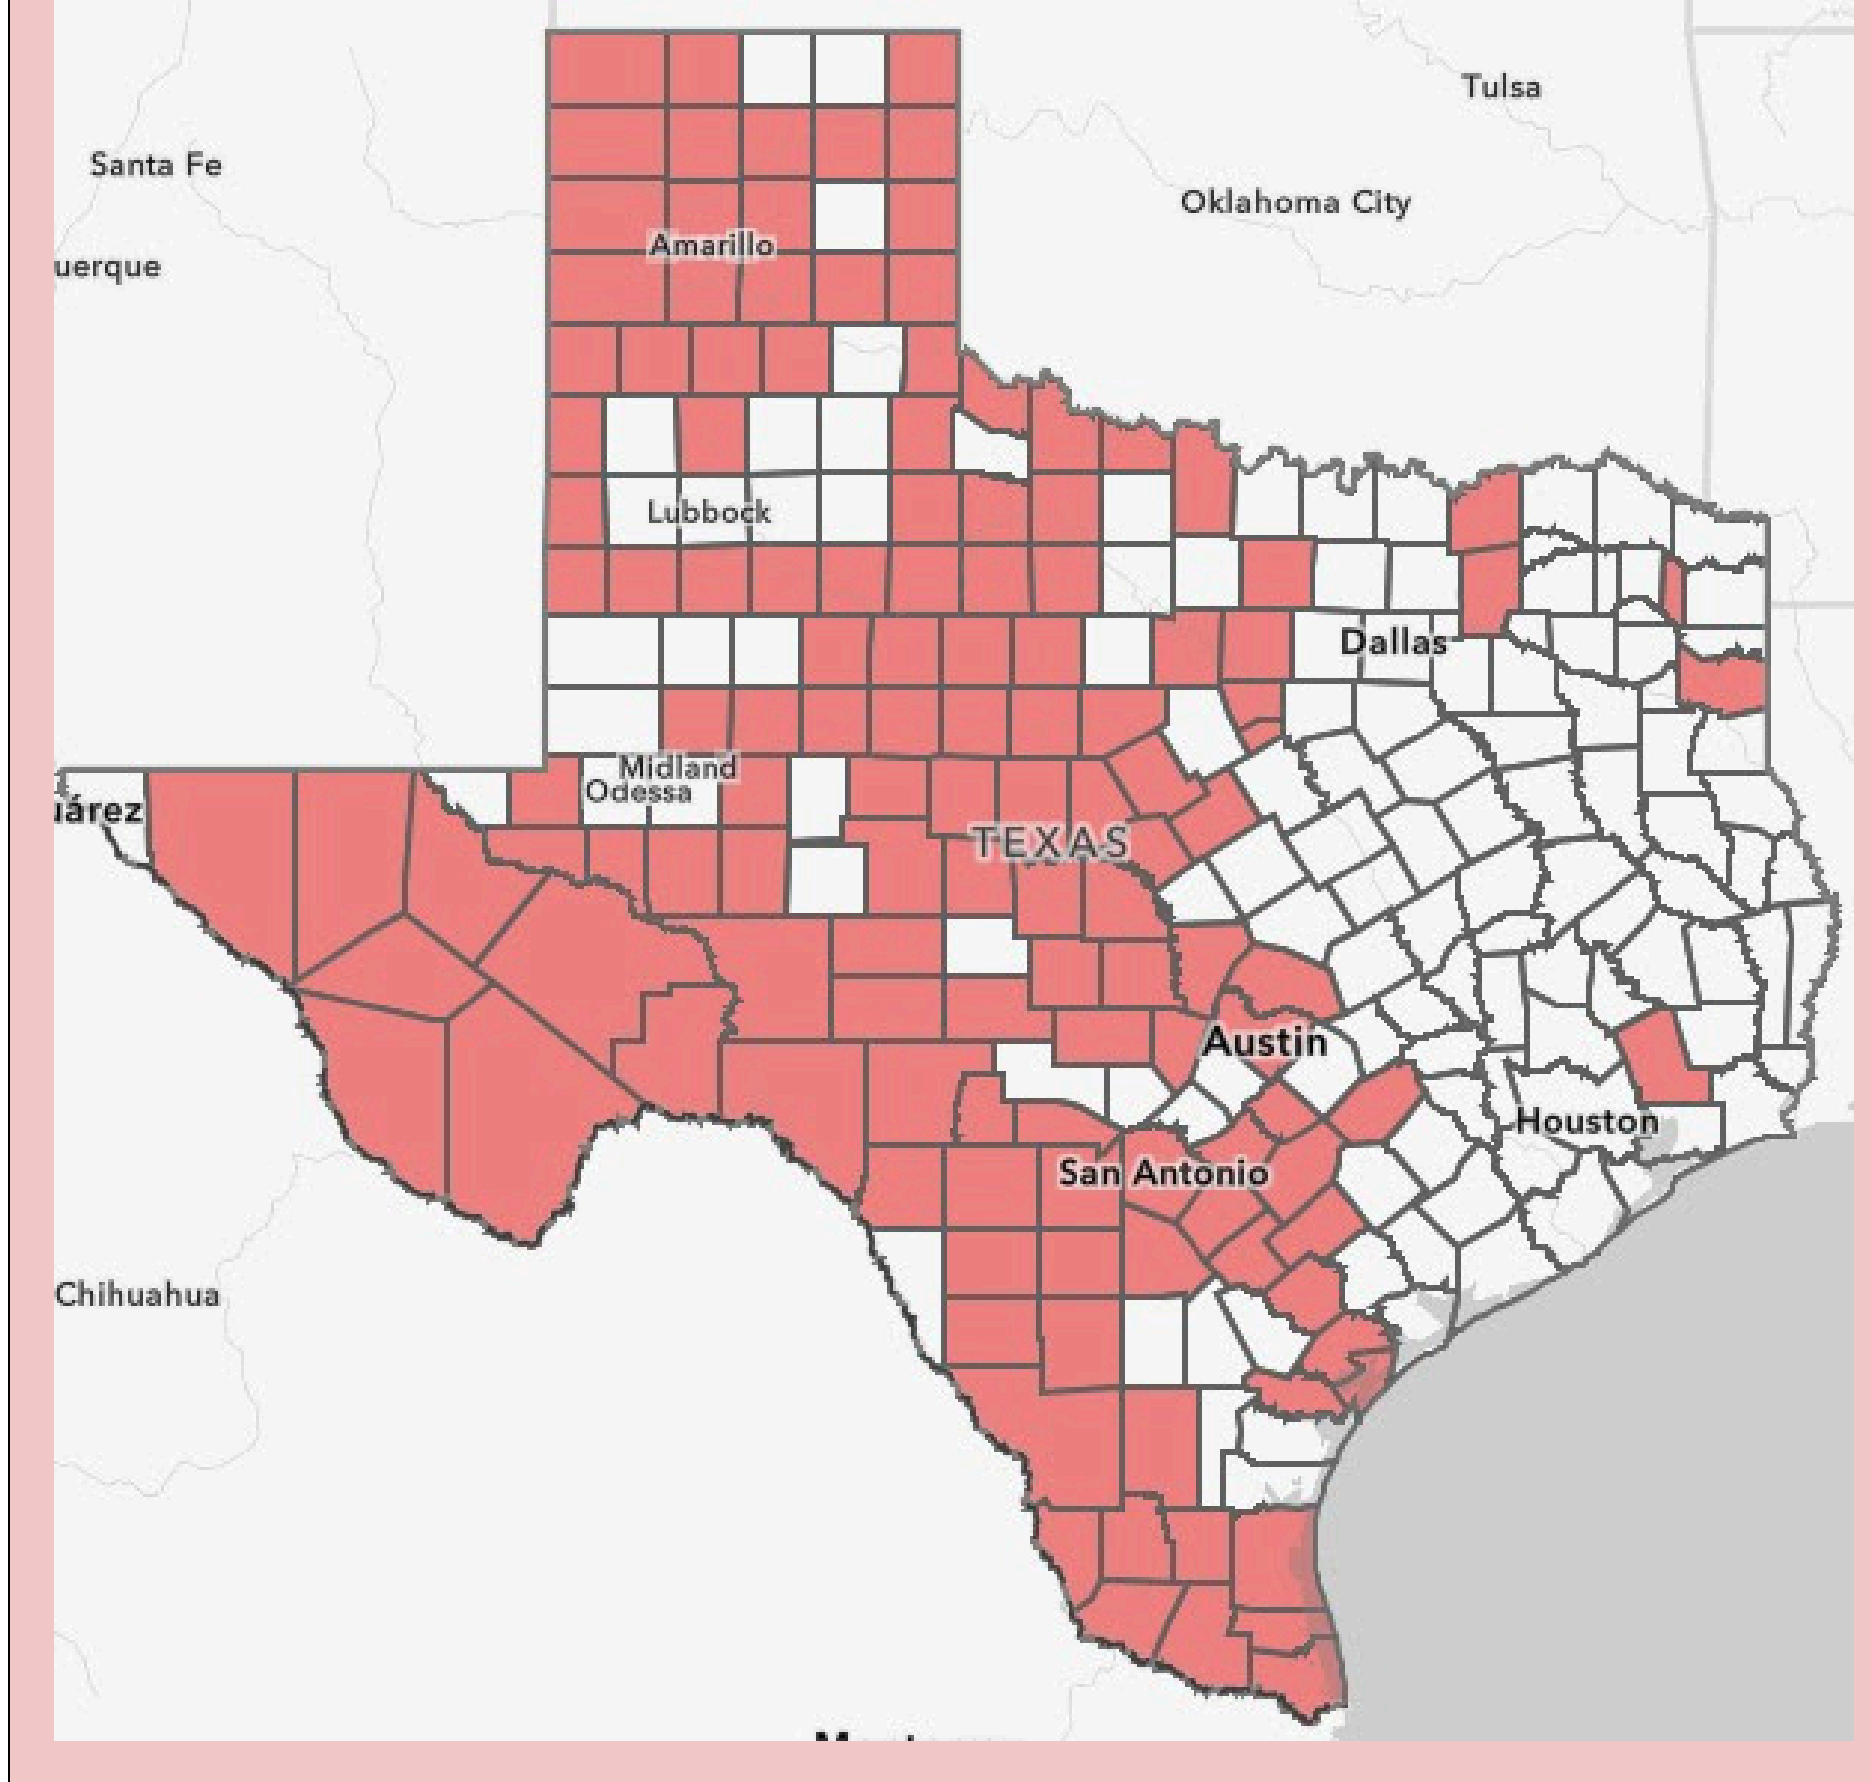 Tulsa
Santa Fe
Oklahoma City
Amarillo
uerque
Lubbock
Dallas
Midland
Odessa
uárez
TEXAS
Austin
Houston
San Antonio
Chihuahua